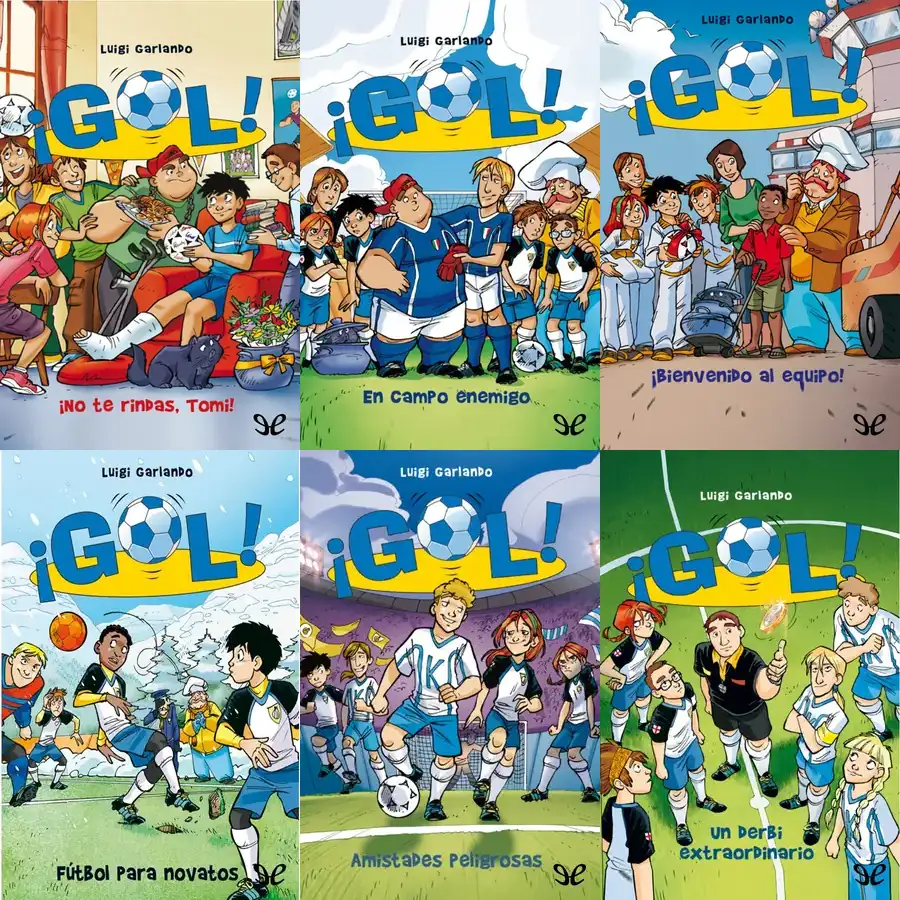 Luigi Garlando
¡GOL!
¡No te rindas, Tomi!
Luigi Garlando
¡GOL!
En campo enemigo
Luigi Garlando
¡GOL!
¡Bienvenido al equipo!
Luigi Garlando
¡GOL!
Fútbol para novatos
Luigi Garlando
¡GOL!
K
Amistades peligrosas
Luigi Garlando
¡GOL!
K
un derbi
extraordinario